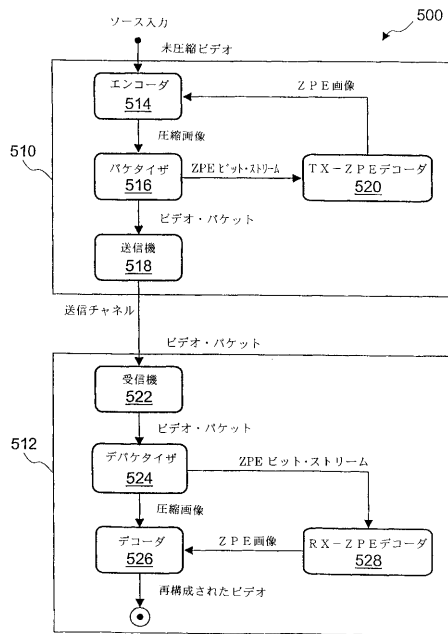 500
ソース入力
未圧縮ビデオ
エンコーダ
514
ZPE画像
圧縮画像
510
パケタイザ
516
ZPEビット・ストリーム
TX-ZPEデコーダ
520
ビデオ・パケット
送信機
518
送信チャネル
ビデオ・パケット
受信機
522
ビデオ・パケット
512
デパケタイザ
524
ZPEビット・ストリーム
圧縮画像
デコーダ
526
ZPE画像
RX-ZPEデコーダ
528
再構成されたビデオ